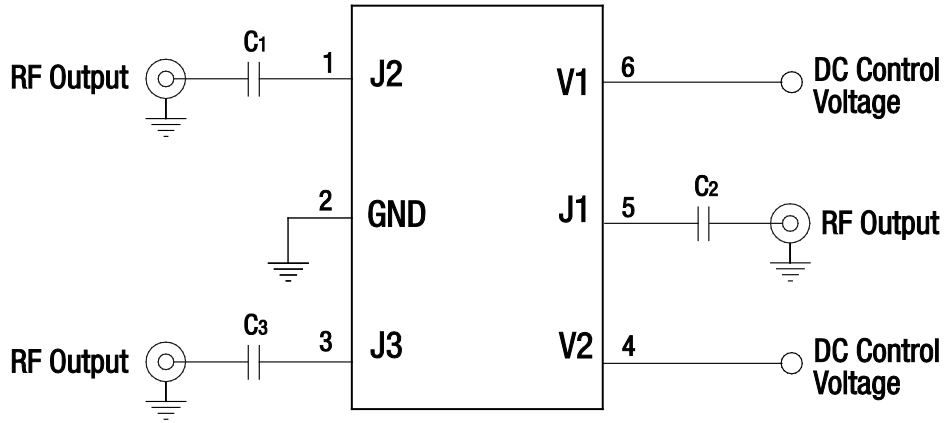 C1
RF Output
1
J2
V1
6
DC Control
Voltage
2
GND
J1
5
C2
RF Output
C3
RF Output
3
J3
V2
4
DC Control
Voltage